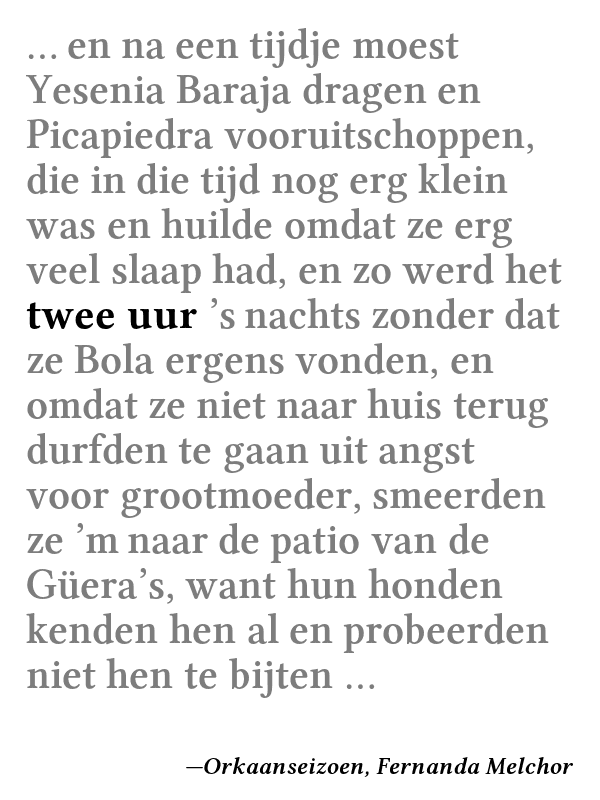 … en na een tijdje moest
Yesenia Baraja dragen en
Picapiedra vooruitschoppen,
die in die tijd nog erg klein
was en huilde omdat ze erg
veel slaap had, en zo werd het
twee uur ’s nachts zonder dat
ze Bola ergens vonden, en
omdat ze niet naar huis terug
durfden te gaan uit angst
voor grootmoeder, smeerden
ze ’m naar de patio van de
Güera’s, want hun honden
kenden hen al en probeerden
niet hen te bijten …
—Orkaanseizoen, Fernanda Melchor